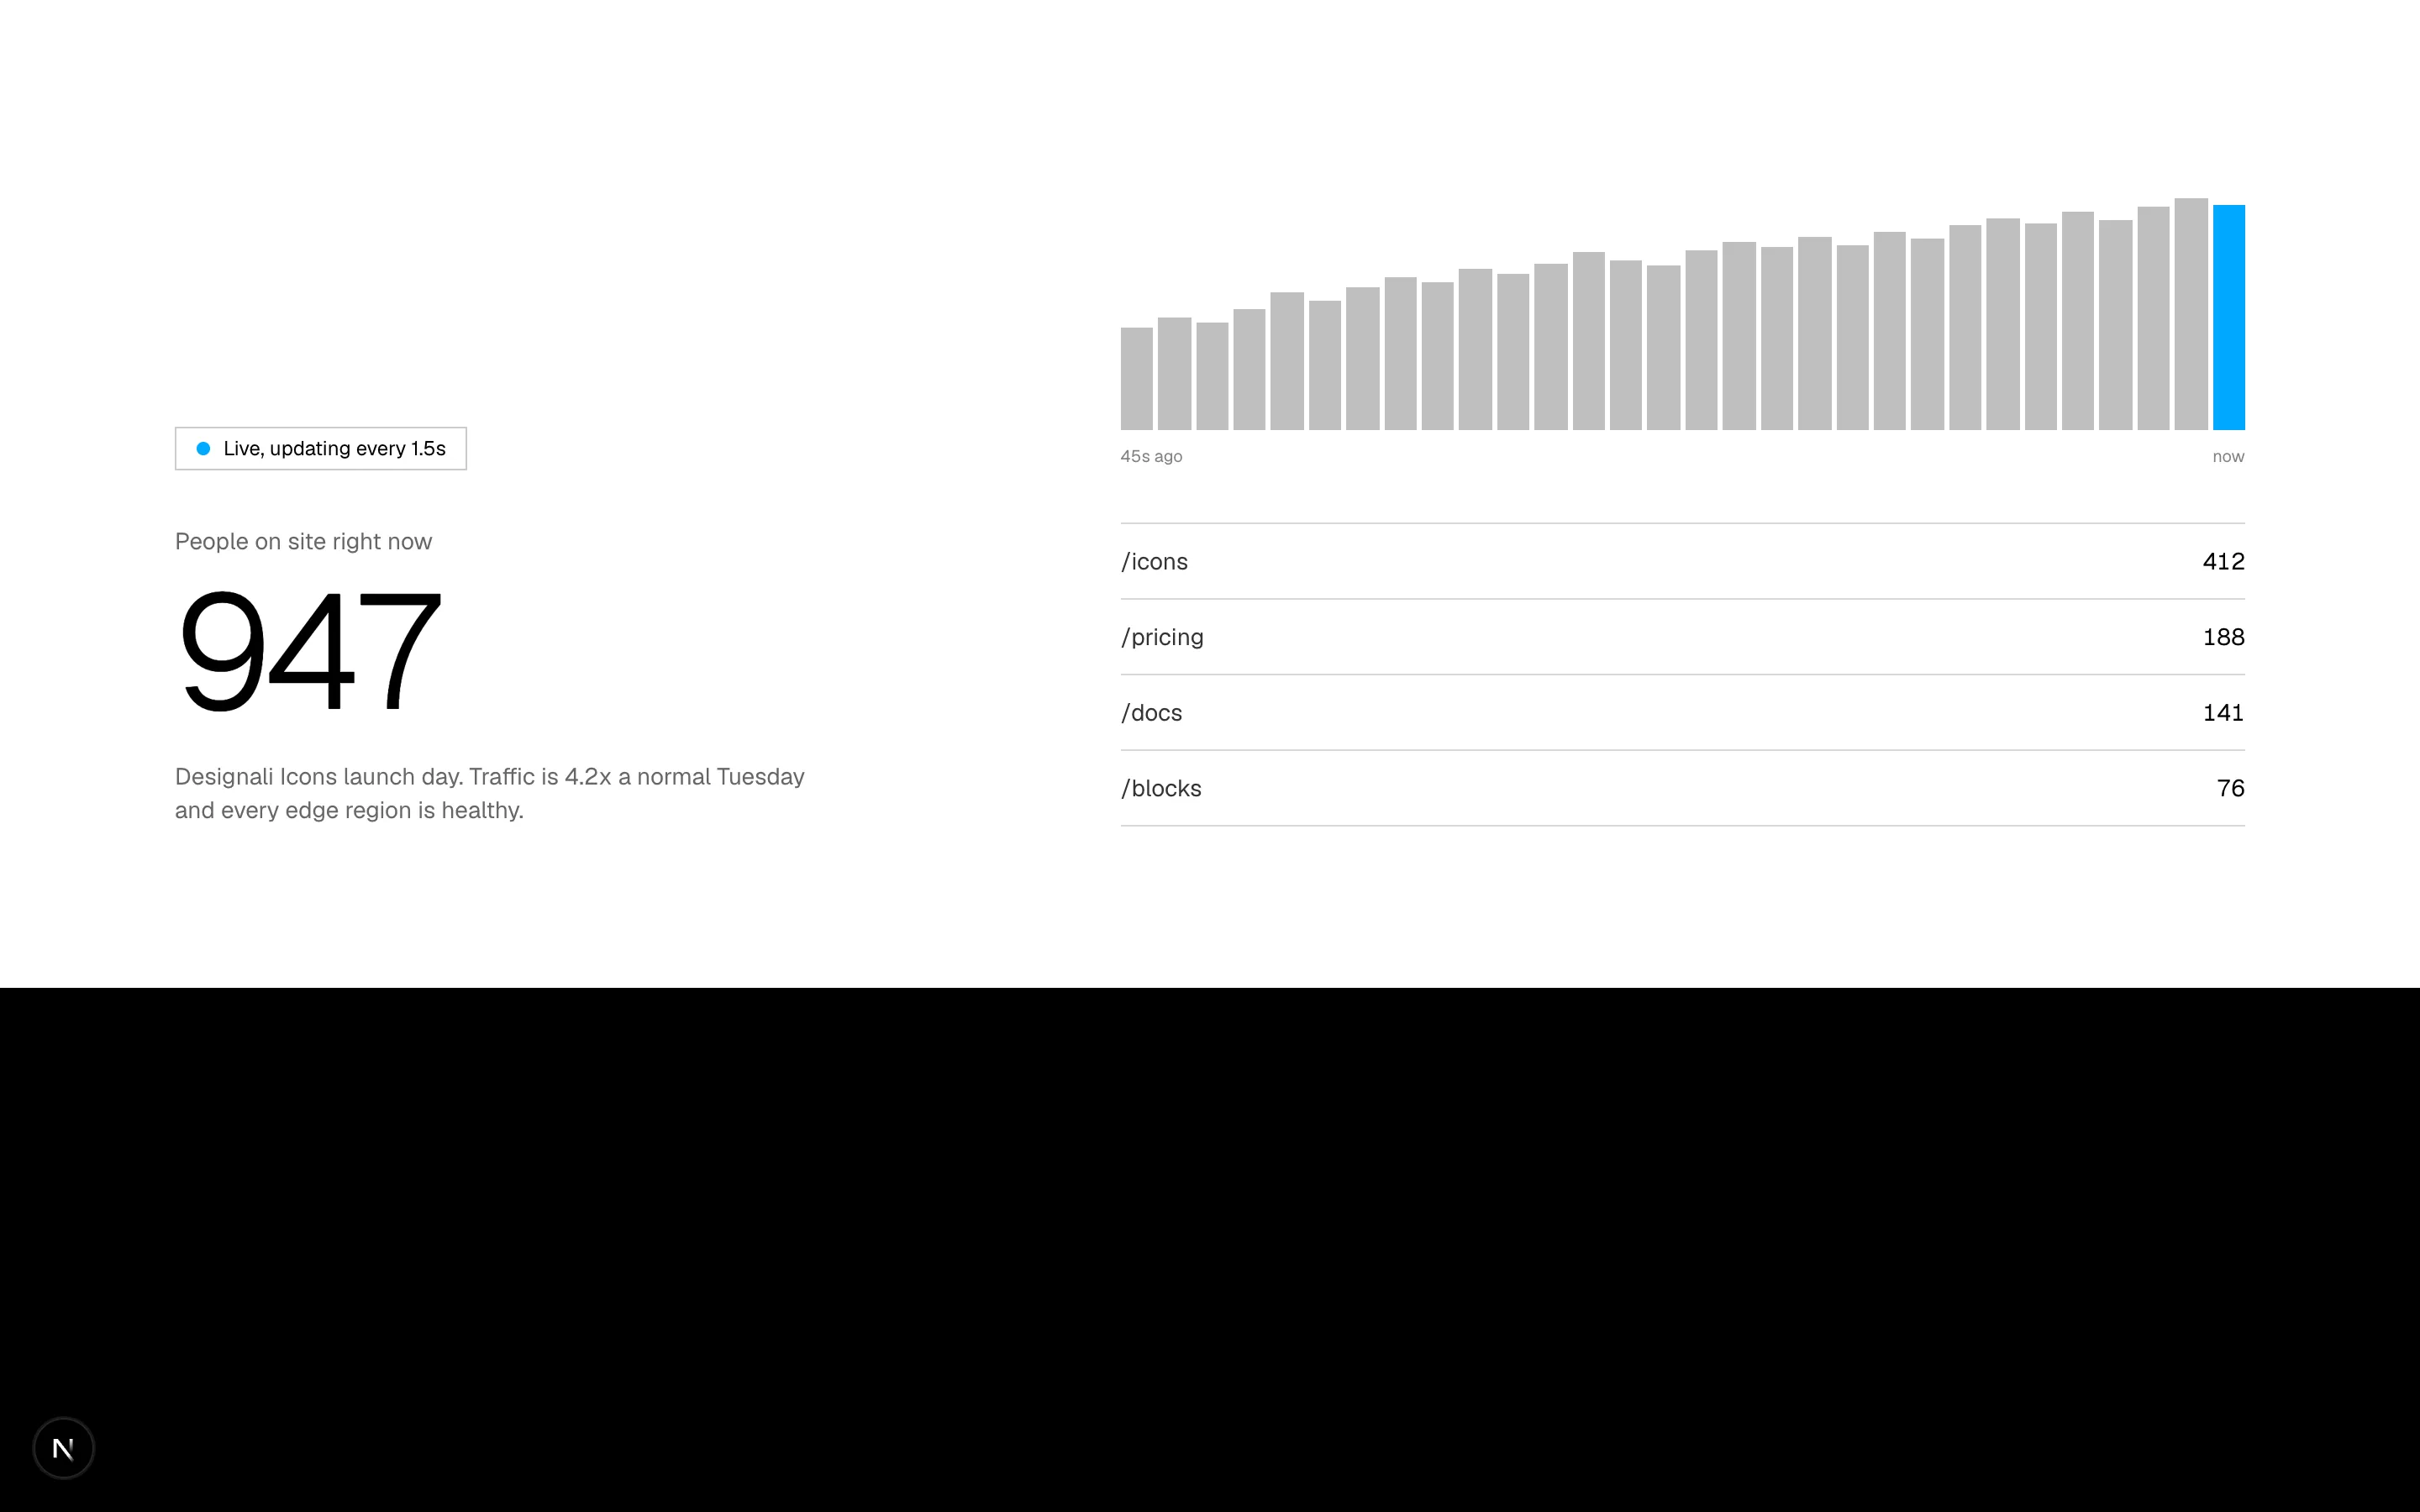 Live, updating every 1.5s
People on site right now
947
Designali Icons launch day. Traffic is 4.2x a normal Tuesday
and every edge region is healthy.
45s ago
now
/icons 412
/pricing 188
/docs 141
/blocks 76
N